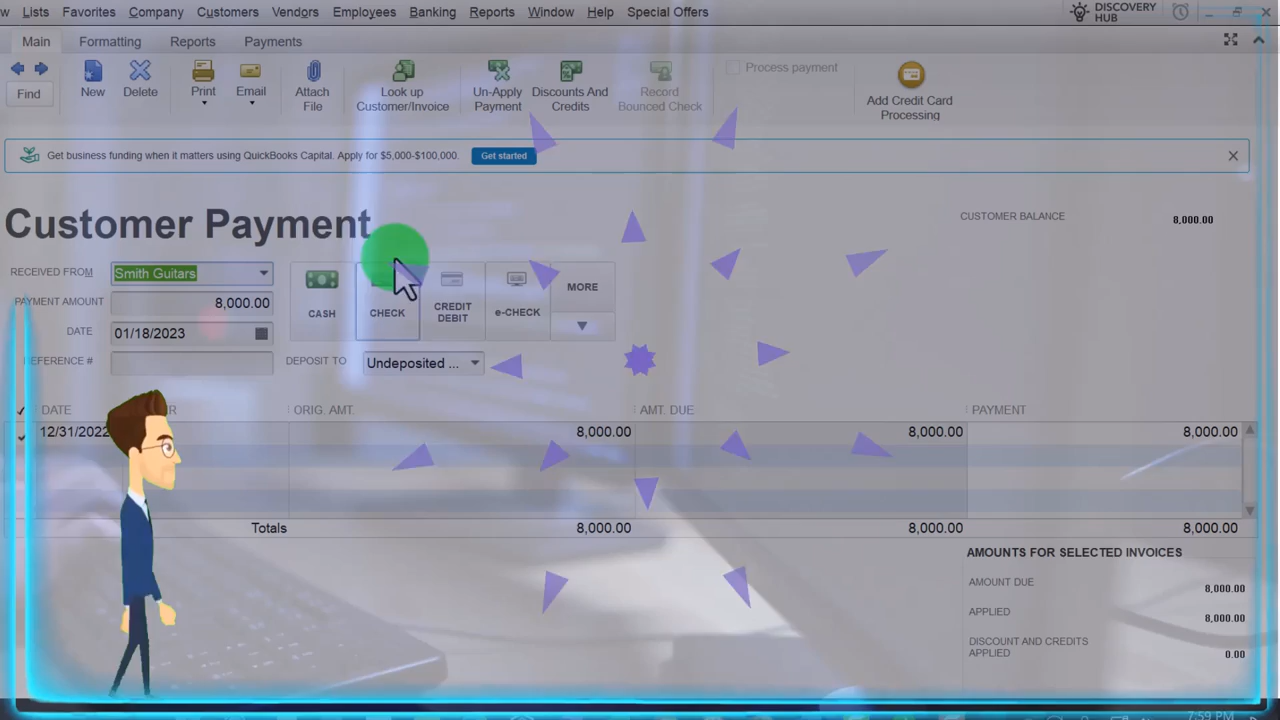 w Lists Favorites Company Customers Vendors Employees Banking Reports Window Help Special Offers DISCOVERY HUB
Main Formatting Reports Payments
Find New Delete Print Email Attach File Look up Customer/Invoice Un-Apply Payment Discounts And Credits Record Bounced Check Process payment Add Credit Card Processing
Get business funding when it matters using QuickBooks Capital. Apply for $5,000-$100,000. Get started
Customer Payment
CUSTOMER BALANCE 8,000.00
RECEIVED FROM Smith Guitars
PAYMENT AMOUNT 8,000.00
DATE 01/18/2023
CASH CHECK CREDIT DEBIT e-CHECK MORE
REFERENCE # DEPOSIT TO Undeposited ...
DATE R ORIG. AMT. AMT. DUE PAYMENT
12/31/2022 8,000.00 8,000.00 8,000.00
Totals 8,000.00 8,000.00 8,000.00
AMOUNTS FOR SELECTED INVOICES
AMOUNT DUE 8,000.00
APPLIED 8,000.00
DISCOUNT AND CREDITS APPLIED 0.00
7:59 PM